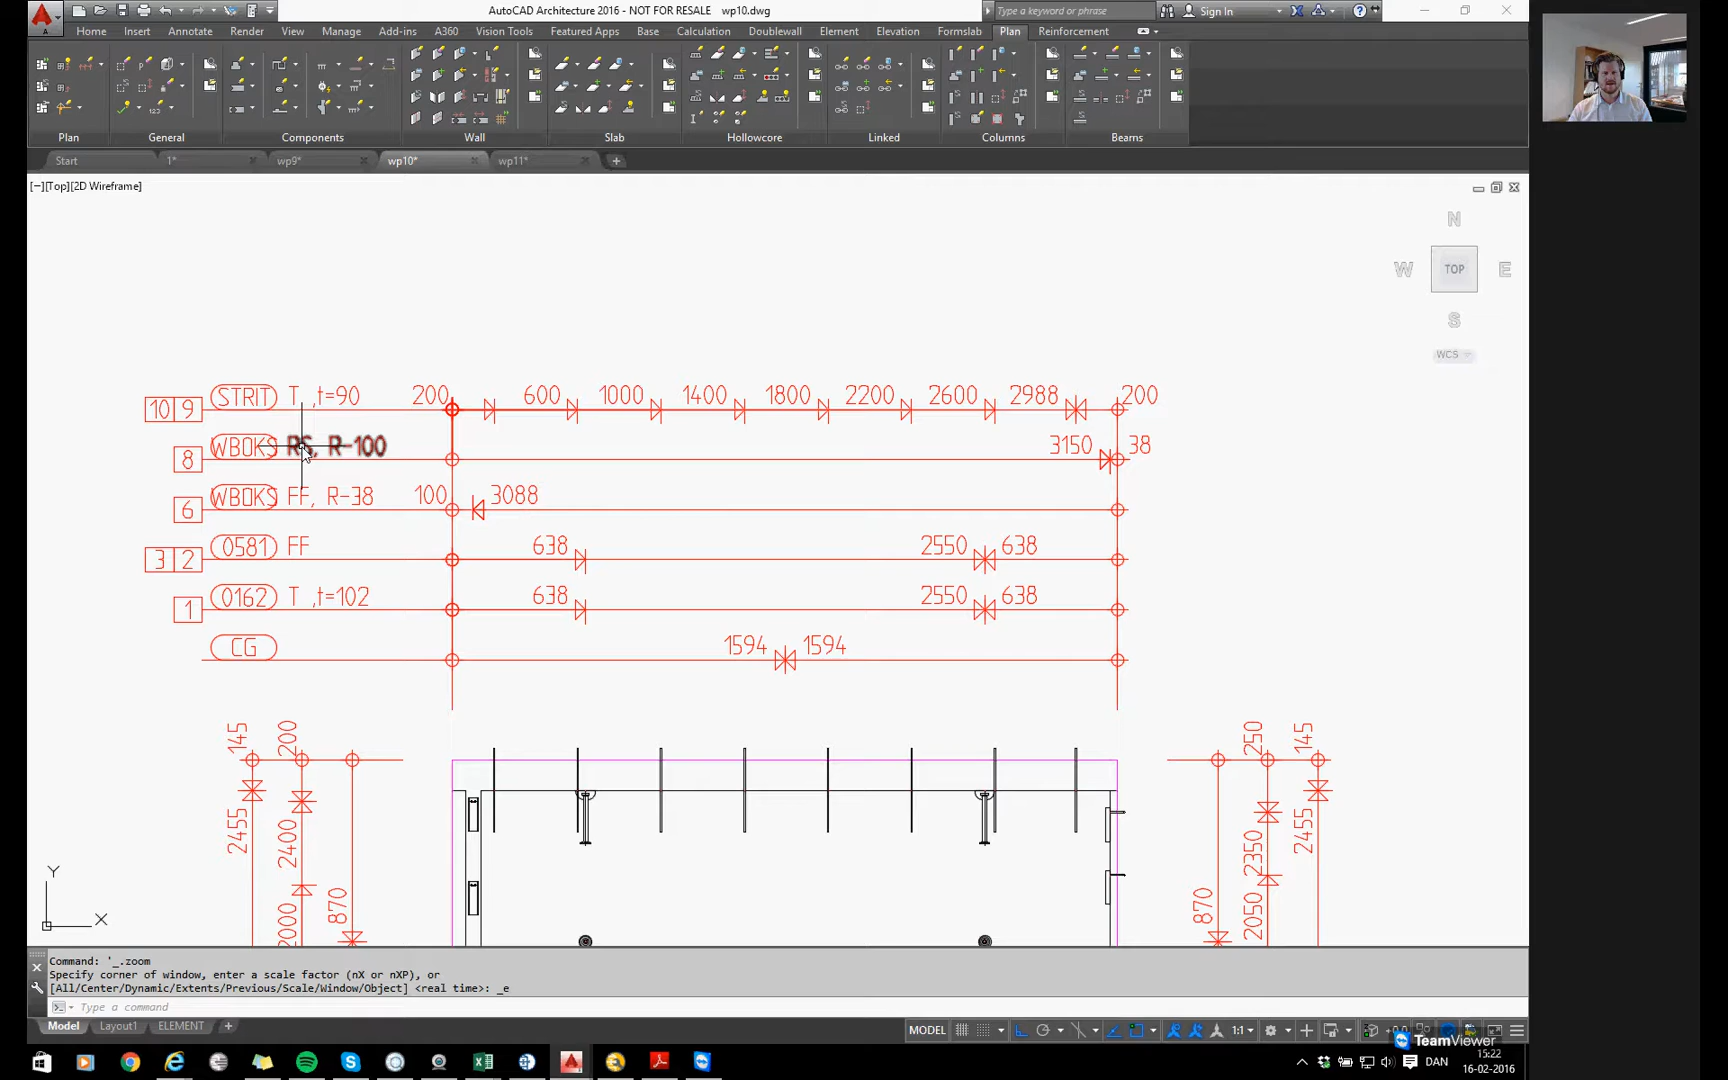 AutoCAD Architecture 2016 - NOT FOR RESALE wp10.dwg
Type a keyword or phrase
Sign In
Home Insert Annotate Render View Manage Add-ins A360 Vision Tools Featured Apps Base Calculation Doublewall Element Elevation Formslab Plan Reinforcement
Plan General Components Wall Slab Hollowcore Linked Columns Beams
Start 1* wp9* wp10* wp11*
[−][Top][2D Wireframe]
N
W TOP E
S
WCS
10 9 STRIT T ,t=90 200 600 1000 1400 1800 2200 2600 2988 200
8 WBOKS RS, R-100 3150 38
6 WBOKS FF, R-38 100 3088
3 2 0581 FF 638 2550 638
1 0162 T ,t=102 638 2550 638
CG 1594 1594
145 200 250 145
2455 2400 2350 2455
2000 870 870 2050
Y
X
Command: '_.zoom
Specify corner of window, enter a scale factor (nX or nXP), or
[All/Center/Dynamic/Extents/Previous/Scale/Window/Object] <real time>: _e
Type a command
Model Layout1 ELEMENT
MODEL 1:1
TeamViewer
DAN 15:22
16-02-2016